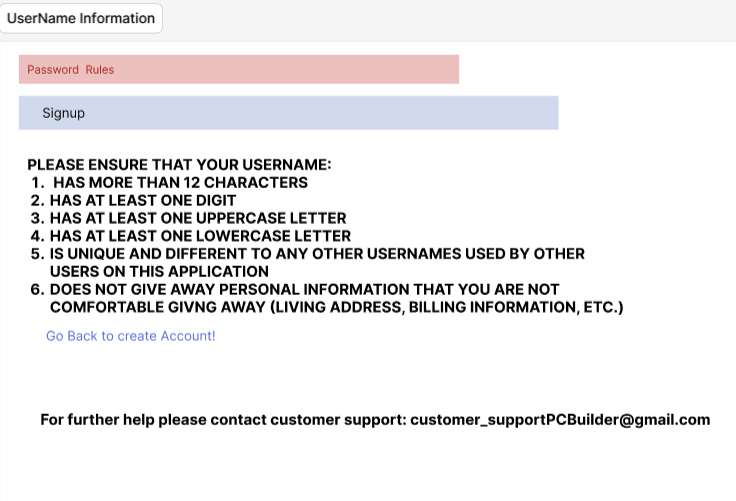 UserName Information
Password Rules
Signup
PLEASE ENSURE THAT YOUR USERNAME:
1. HAS MORE THAN 12 CHARACTERS
2. HAS AT LEAST ONE DIGIT
3. HAS AT LEAST ONE UPPERCASE LETTER
4. HAS AT LEAST ONE LOWERCASE LETTER
5. IS UNIQUE AND DIFFERENT TO ANY OTHER USERNAMES USED BY OTHER
USERS ON THIS APPLICATION
6. DOES NOT GIVE AWAY PERSONAL INFORMATION THAT YOU ARE NOT
COMFORTABLE GIVNG AWAY (LIVING ADDRESS, BILLING INFORMATION, ETC.)
Go Back to create Account!
For further help please contact customer support: customer_supportPCBuilder@gmail.com